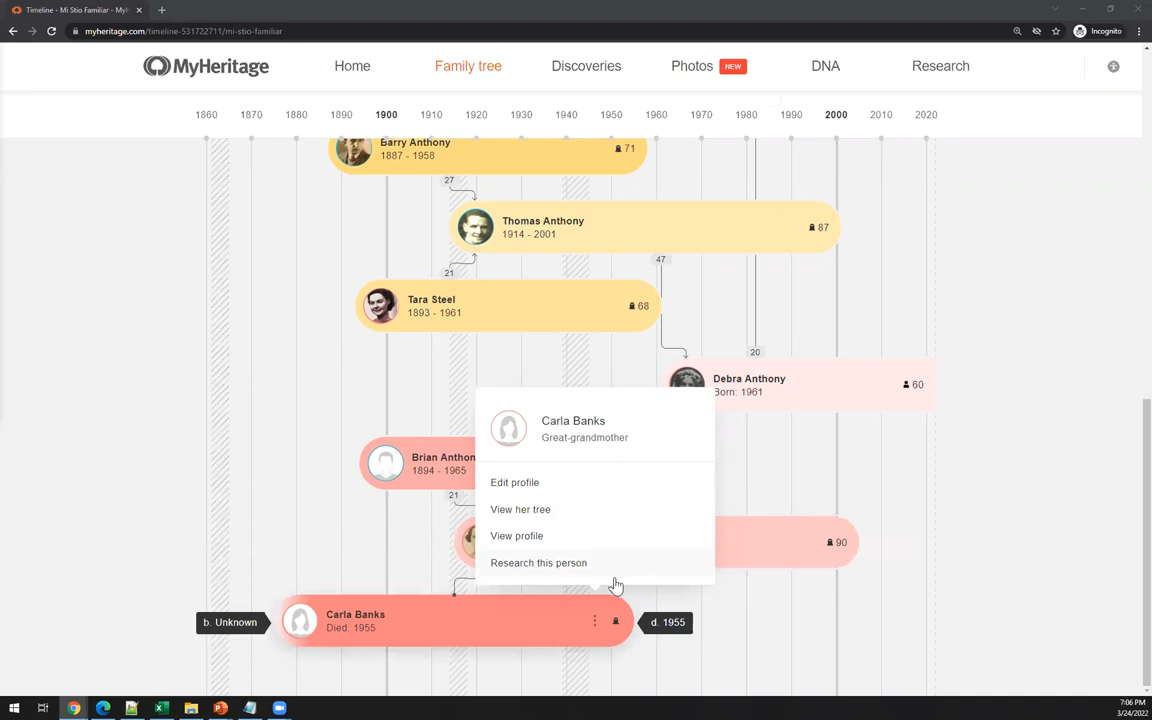 Timeline - Mi Stio Familiar - MyH
myheritage.com/timeline-531722711/mi-stio-familiar
Incognito
MyHeritage
Home
Family tree
Discoveries
Photos NEW
DNA
Research
1860 1870 1880 1890 1900 1910 1920 1930 1940 1950 1960 1970 1980 1990 2000 2010 2020
Barry Anthony
1887 - 1958
71
27
Thomas Anthony
1914 - 2001
87
21
47
Tara Steel
1893 - 1961
68
20
Debra Anthony
Born: 1961
60
Carla Banks
Great-grandmother
Edit profile
View her tree
View profile
Research this person
Brian Anthon
1894 - 1965
21
90
b. Unknown
Carla Banks
Died: 1955
d. 1955
7:06 PM
3/24/2022